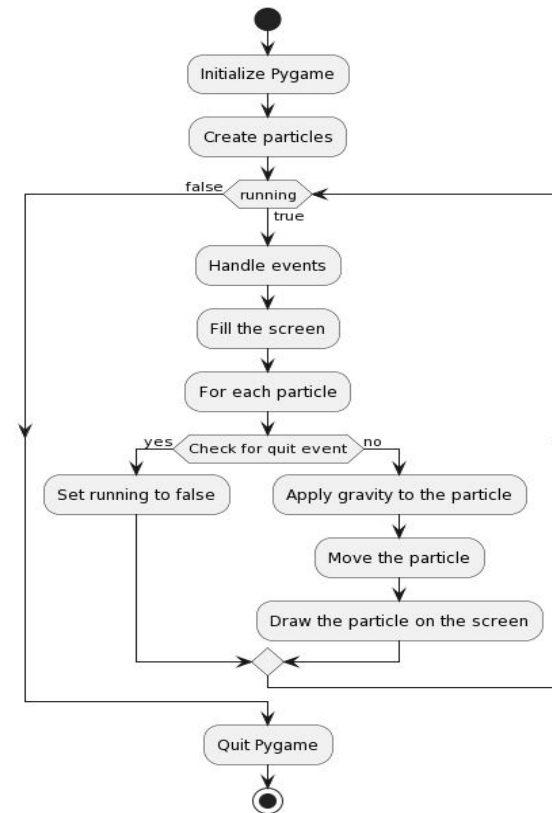 Initialize Pygame
Create particles
false
running
true
Handle events
Fill the screen
For each particle
yes
Check for quit event
no
Set running to false
Apply gravity to the particle
Move the particle
Draw the particle on the screen
Quit Pygame